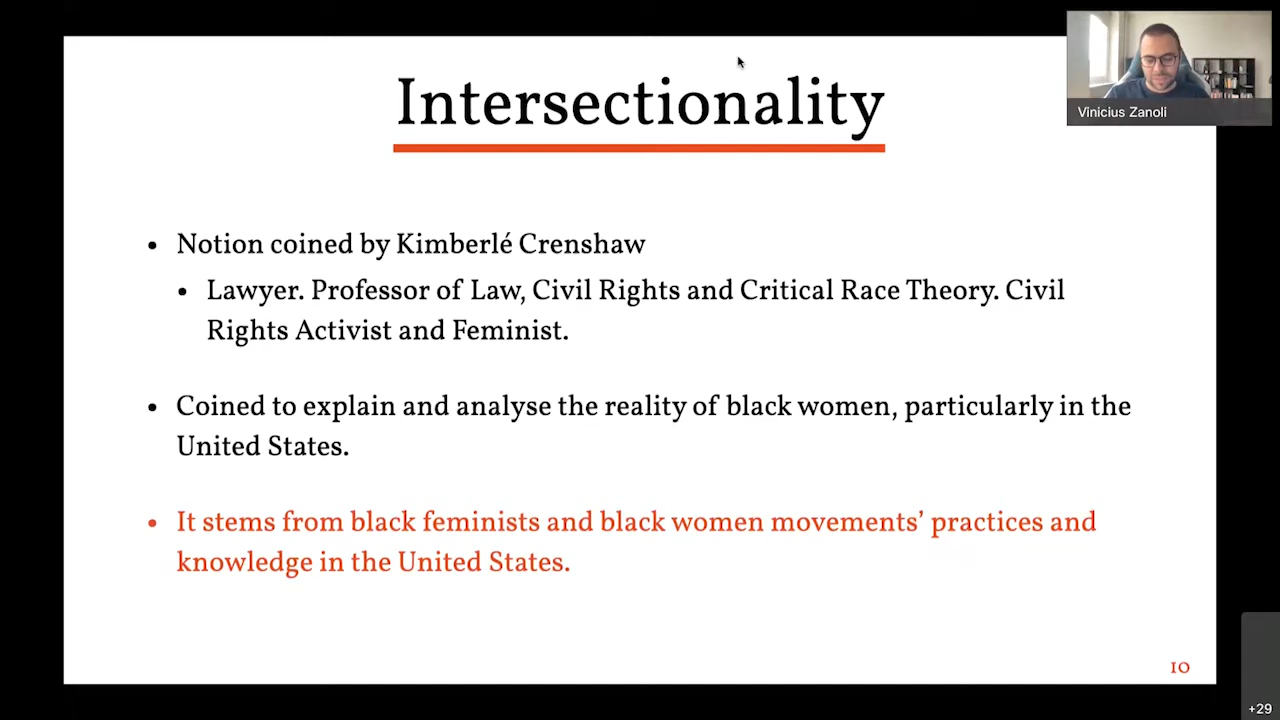 Intersectionality
Vinicius Zanoli
• Notion coined by Kimberlé Crenshaw
• Lawyer. Professor of Law, Civil Rights and Critical Race Theory. Civil
Rights Activist and Feminist.
• Coined to explain and analyse the reality of black women, particularly in the
United States.
• It stems from black feminists and black women movements’ practices and
knowledge in the United States.
10
+29